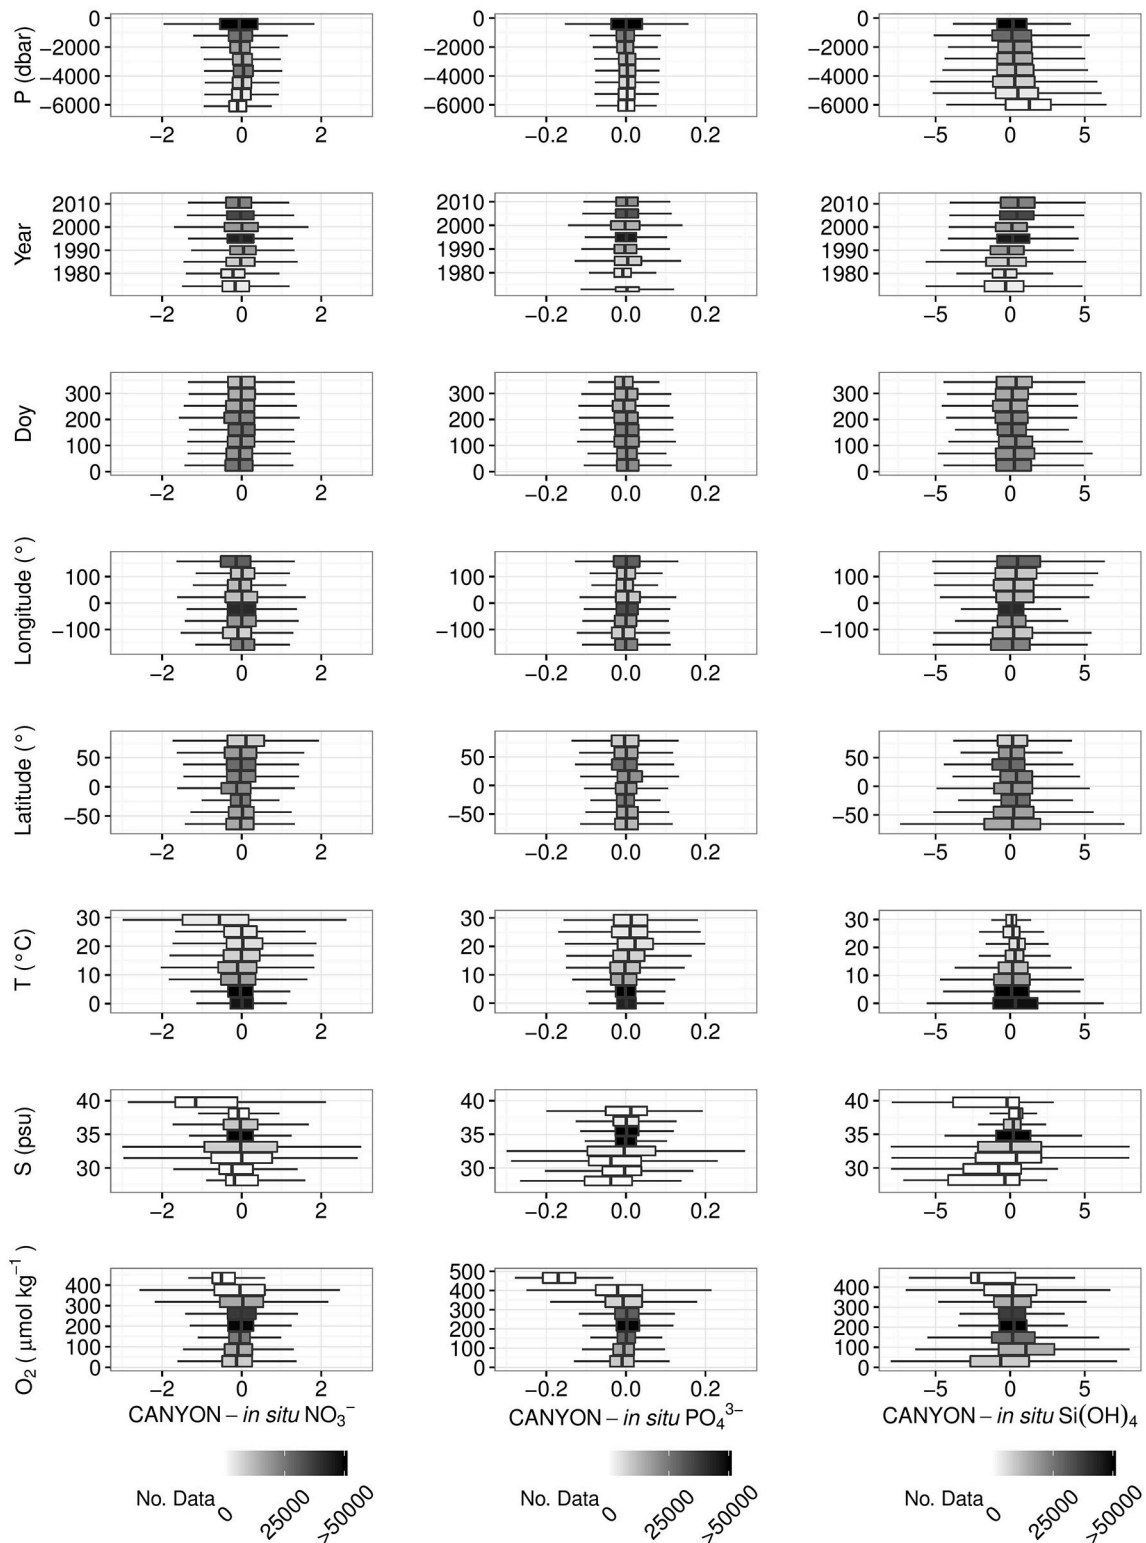 P (dbar)
0
−2000
−4000
−6000
0
−2000
−4000
−6000
0
−2000
−4000
−6000
−2 0 2
−0.2 0.0 0.2
−5 0 5
Year
2010
2000
1990
1980
2010
2000
1990
1980
2010
2000
1990
1980
−2 0 2
−0.2 0.0 0.2
−5 0 5
Doy
300
200
100
0
300
200
100
0
300
200
100
0
−2 0 2
−0.2 0.0 0.2
−5 0 5
Longitude (°)
100
0
−100
100
0
−100
100
0
−100
−2 0 2
−0.2 0.0 0.2
−5 0 5
Latitude (°)
50
0
−50
50
0
−50
50
0
−50
−2 0 2
−0.2 0.0 0.2
−5 0 5
T (°C)
30
20
10
0
30
20
10
0
30
20
10
0
−2 0 2
−0.2 0.0 0.2
−5 0 5
S (psu)
40
35
30
40
35
30
40
35
30
−2 0 2
−0.2 0.0 0.2
−5 0 5
O₂ ( μmol kg⁻¹ )
400
300
200
100
0
500
400
300
200
100
0
400
300
200
100
0
−2 0 2
−0.2 0.0 0.2
−5 0 5
CANYON – in situ NO₃⁻
CANYON – in situ PO₄³⁻
CANYON – in situ Si(OH)₄
No. Data
0
25000
>50000
No. Data
0
25000
>50000
No. Data
0
25000
>50000